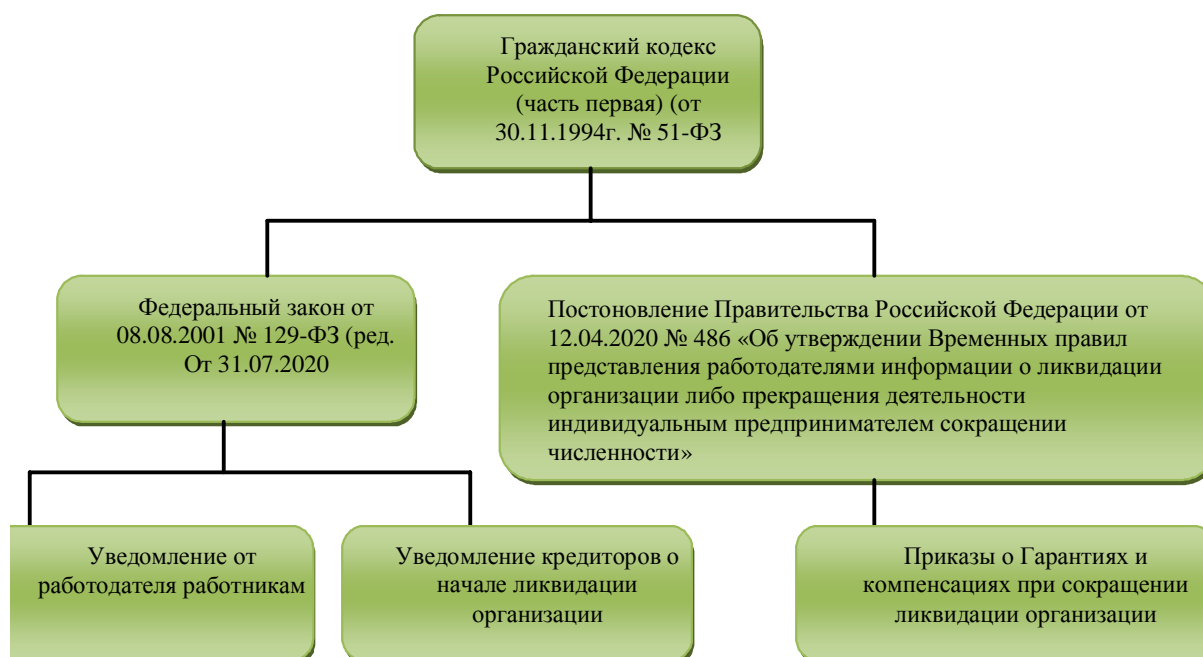 Гражданский кодекс
Российской Федерации
(часть первая) (от
30.11.1994г. № 51-ФЗ
Федеральный закон от
08.08.2001 № 129-ФЗ (ред.
От 31.07.2020
Постоновление Правительства Российской Федерации от
12.04.2020 № 486 «Об утверждении Временных правил
представления работодателями информации о ликвидации
организации либо прекращения деятельности
индивидуальным предпринимателем сокращении
численности»
Уведомление от
работодателя работникам
Уведомление кредиторов о
начале ликвидации
организации
Приказы о Гарантиях и
компенсациях при сокращении
ликвидации организации